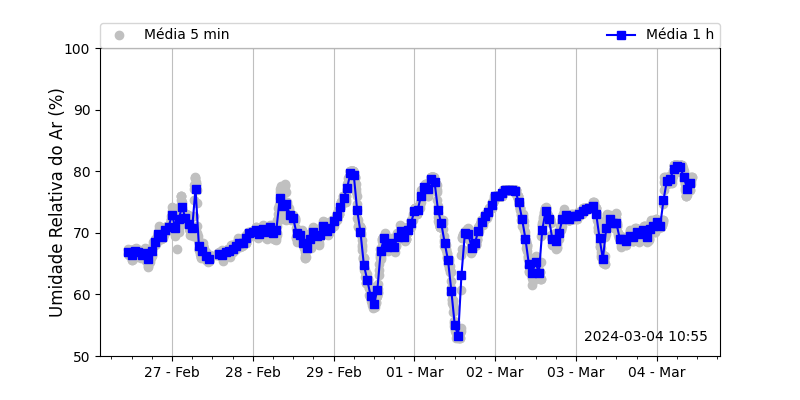 Média 5 min
Média 1 h
Umidade Relativa do Ar (%)
100
90
80
70
60
50
2024-03-04 10:55
27 - Feb
28 - Feb
29 - Feb
01 - Mar
02 - Mar
03 - Mar
04 - Mar